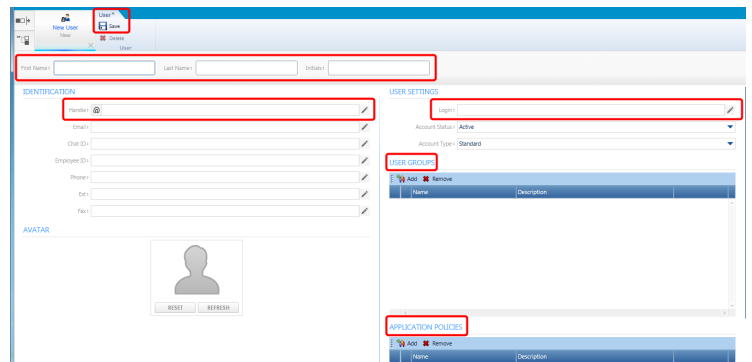 User*
New User
Save
New
Delete
User
First Name:
Last Name:
Initials:
IDENTIFICATION
USER SETTINGS
Handle: @
Login:
Email:
Account Status: Active
Chat ID:
Account Type: Standard
Employee ID:
USER GROUPS
Phone:
Add Remove
Ext:
Name Description
Fax:
AVATAR
RESET REFRESH
APPLICATION POLICIES
Add Remove
Name Description